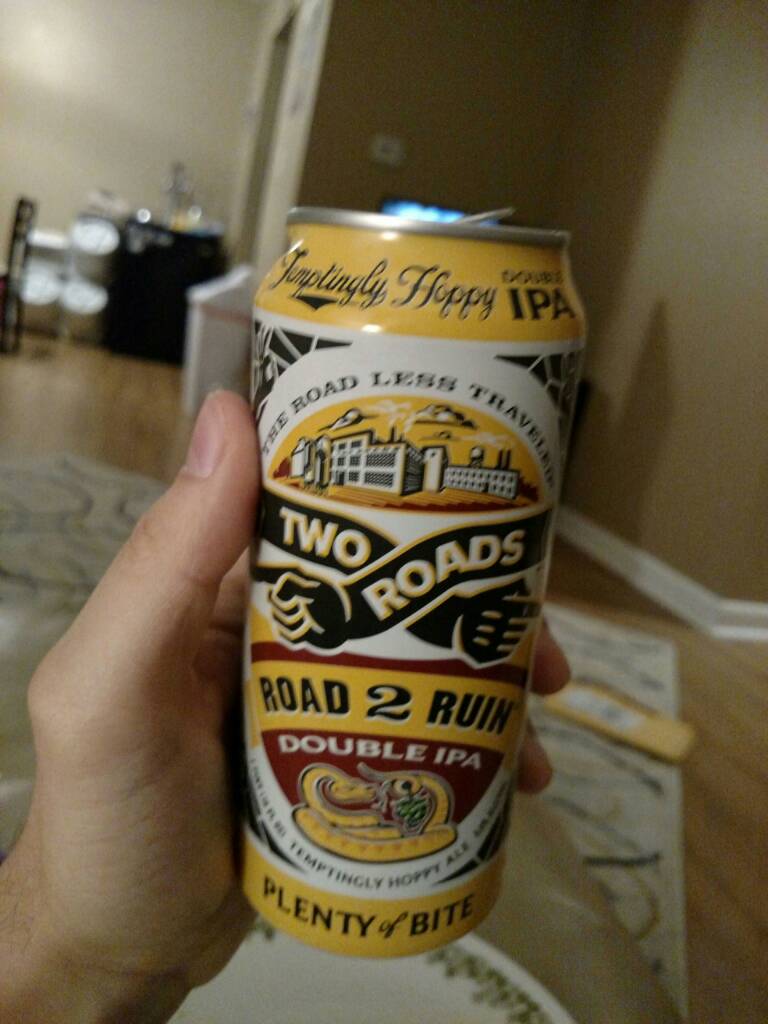 Temptingly Hoppy DOUBLE IPA
THE ROAD LESS TRAVELED
TWO ROADS
ROAD 2 RUIN
DOUBLE IPA
TEMPTINGLY HOPPY ALE
PLENTY of BITE